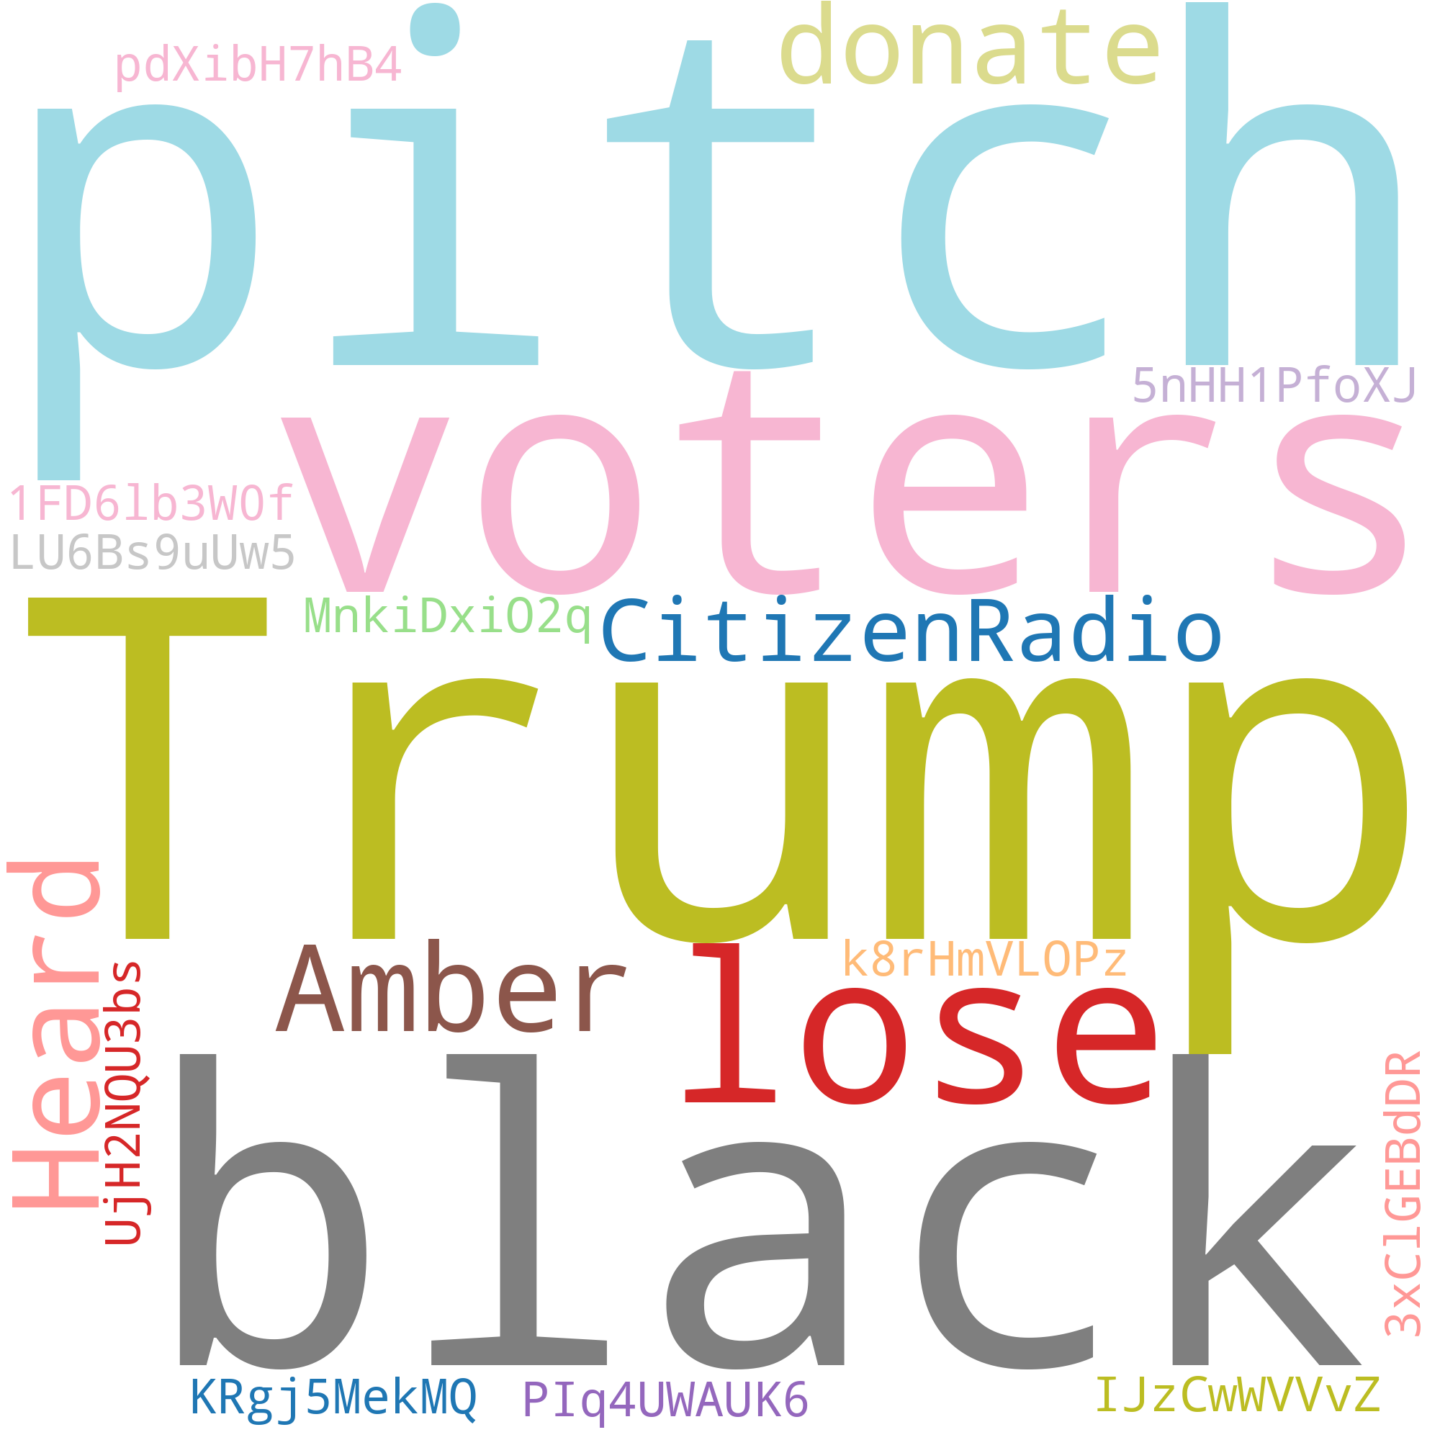 pdXibH7hB4
donate
pitch
5nHH1PfoXJ
voters
1FD6lb3W0f
LU6Bs9uUw5
MnkiDxiO2q
CitizenRadio
Trump
Heard
UjH2NQU3bs
Amber
k8rHmVLOPz
lose
black
3xClGEBdDR
KRgj5MekMQ
PIq4UWAUK6
IJzCwWVVvZ